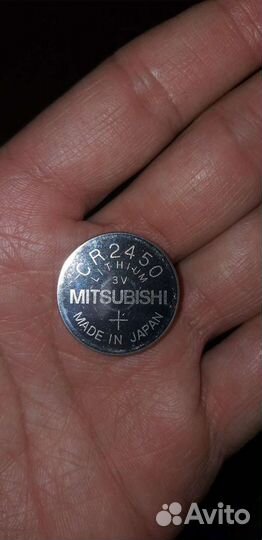 CR2450
LITHIUM
3V
MITSUBISHI
+
MADE IN JAPAN
Avito